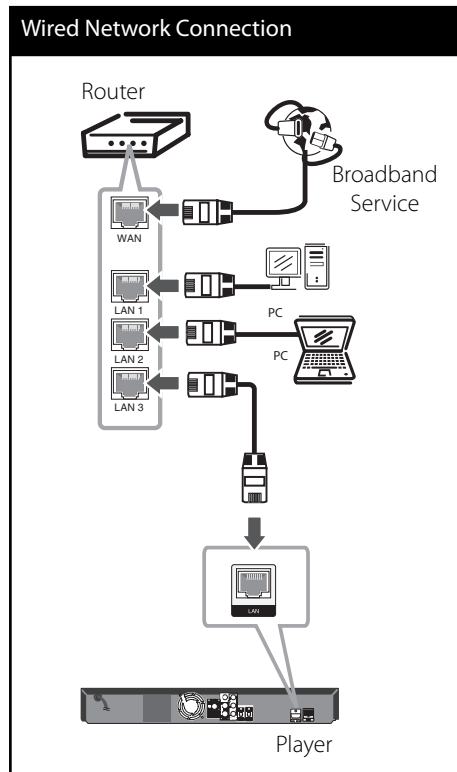 Wired Network Connection
Router
Broadband
Service
WAN
LAN 1
PC
LAN 2
PC
LAN 3
LAN
Player